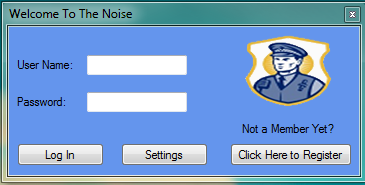 Welcome To The Noise
User Name:
Password:
Not a Member Yet?
Log In Settings Click Here to Register